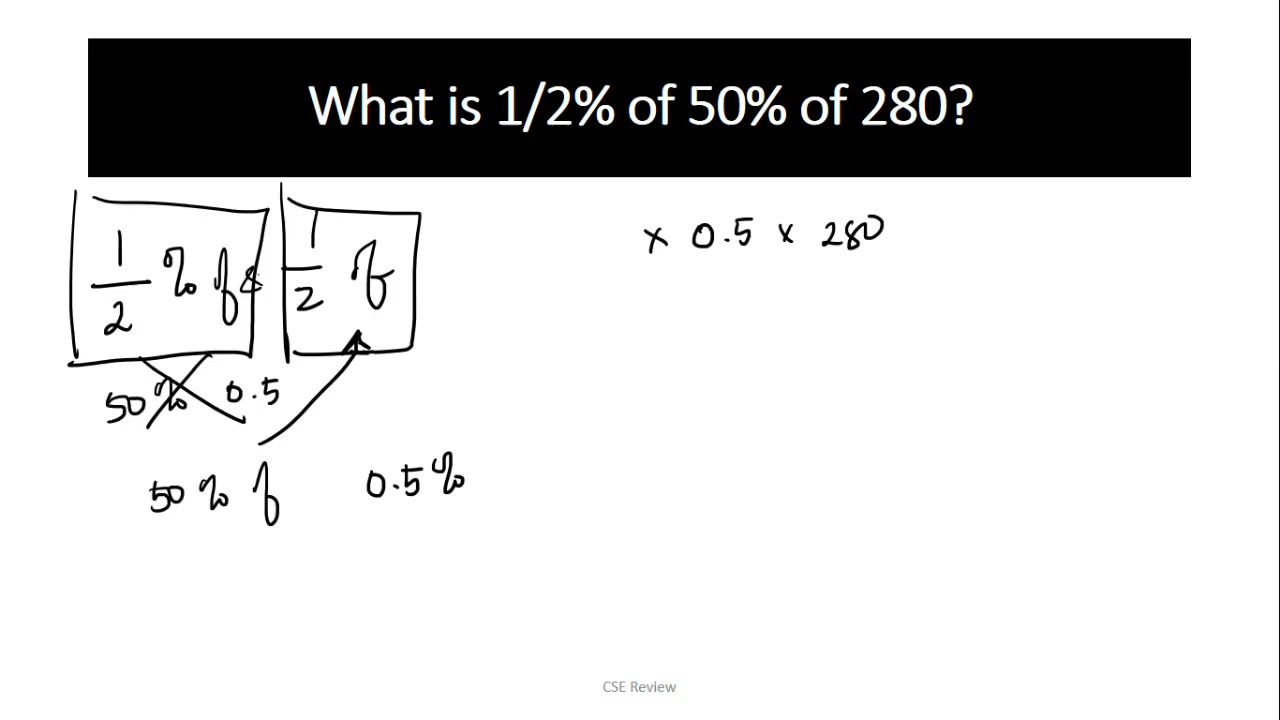 What is 1/2% of 50% of 280?
1/2 % of & 1/2 of
× 0.5 × 280
50% 0.5
50% of 0.5%
CSE Review